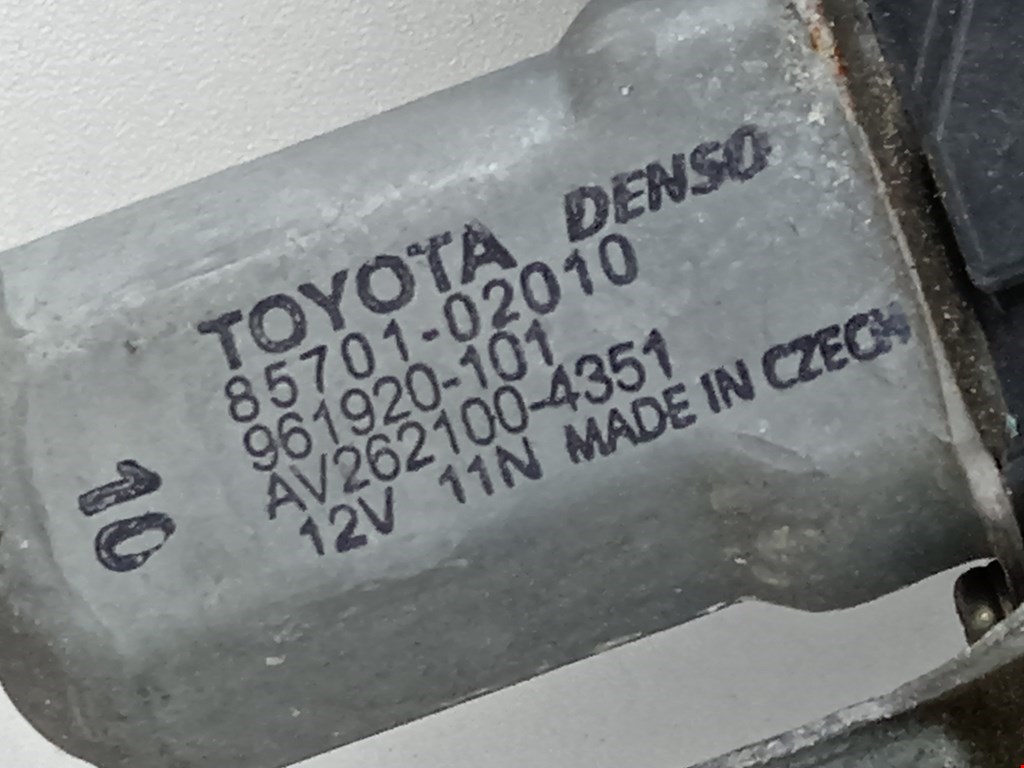 TOYOTA DENSO
85701-02010
961920-101
AV262100-4351
12V 11N MADE IN CZECH
10